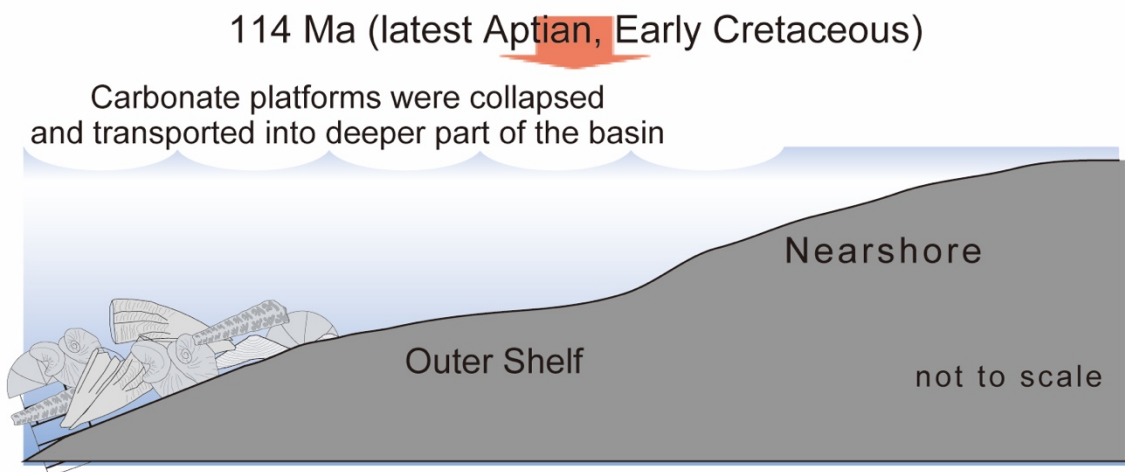 114 Ma (latest Aptian, Early Cretaceous)
Carbonate platforms were collapsed
and transported into deeper part of the basin
Nearshore
Outer Shelf
not to scale